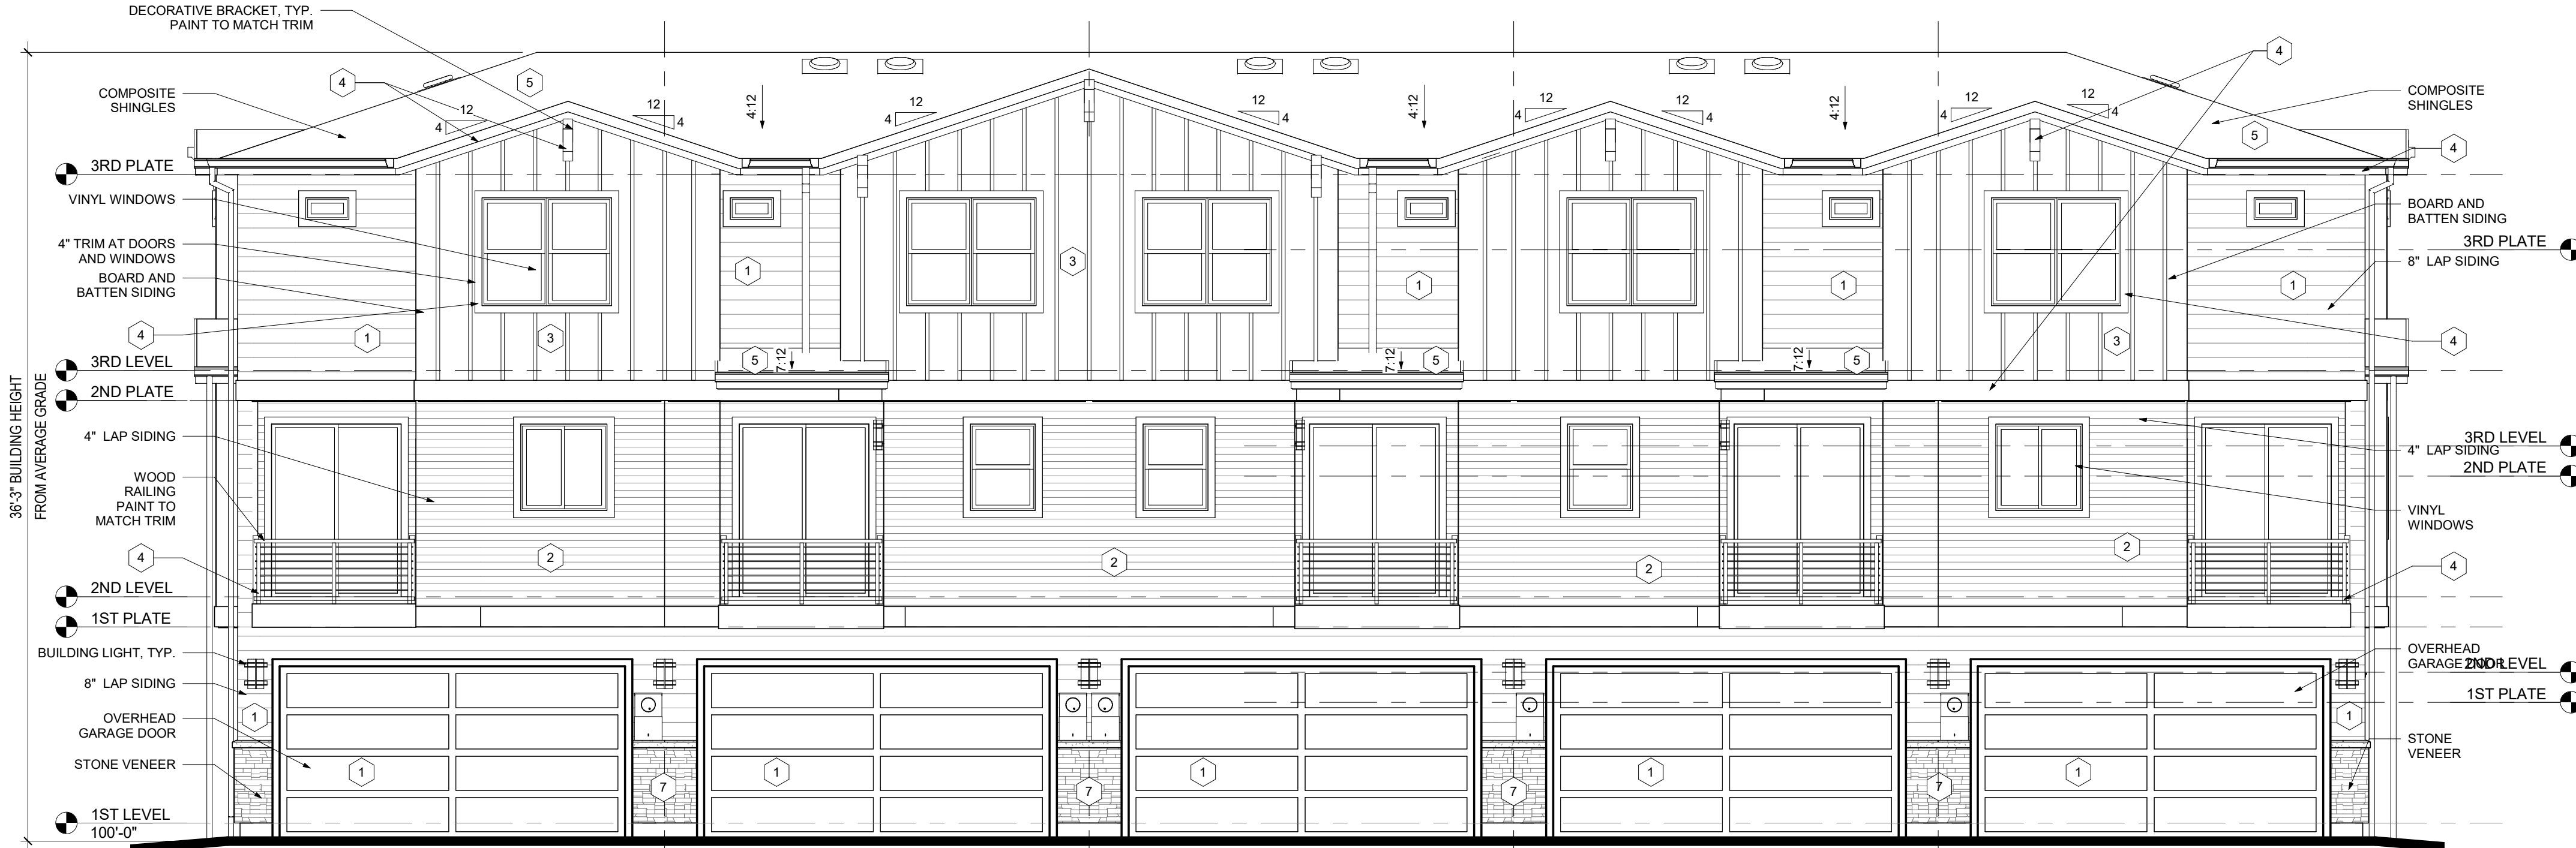 DECORATIVE BRACKET, TYP.
PAINT TO MATCH TRIM
4
5
4
COMPOSITE
SHINGLES
12
4
12
4
4:12
12
4
12
4
4:12
12
4
12
4
4:12
12
4
12
4
COMPOSITE
SHINGLES
5
4
3RD PLATE
VINYL WINDOWS
4" TRIM AT DOORS
AND WINDOWS
BOARD AND
BATTEN SIDING
4
BOARD AND
BATTEN SIDING
3RD PLATE
8" LAP SIDING
1
3
1
3
1
1
3
1
4
5
7:12
7:12
5
7:12
5
3RD LEVEL
2ND PLATE
36'-3" BUILDING HEIGHT
FROM AVERAGE GRADE
4" LAP SIDING
WOOD
RAILING
PAINT TO
MATCH TRIM
4
3RD LEVEL
4" LAP SIDING
2ND PLATE
VINYL
WINDOWS
2
2
2
2
4
2ND LEVEL
1ST PLATE
BUILDING LIGHT, TYP.
8" LAP SIDING
OVERHEAD
GARAGE DOOR
STONE VENEER
1ST LEVEL
100'-0"
OVERHEAD
GARAGE DOOR
2ND LEVEL
1ST PLATE
STONE
VENEER
1
1
1
7
1
7
1
7
1
7
1